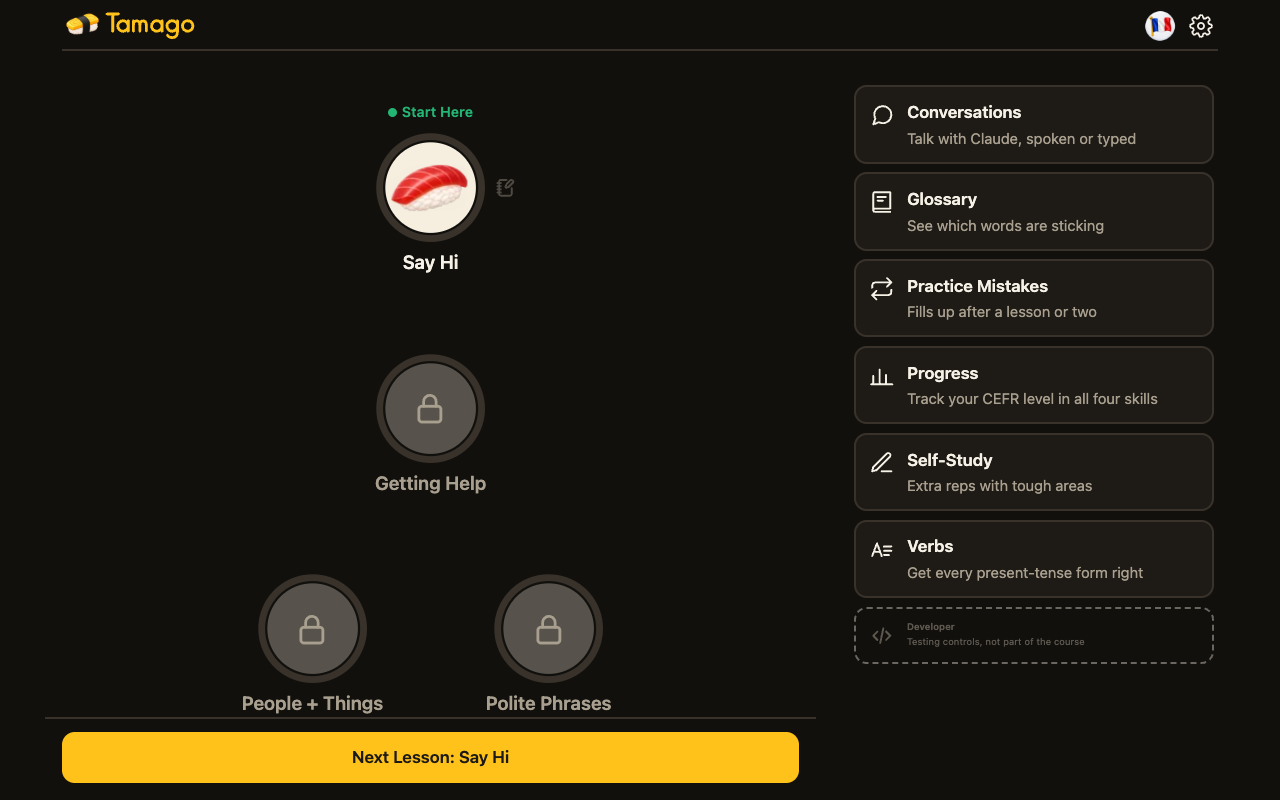 Tamago
Start Here
Say Hi
Getting Help
People + Things
Polite Phrases
Next Lesson: Say Hi
Conversations
Talk with Claude, spoken or typed
Glossary
See which words are sticking
Practice Mistakes
Fills up after a lesson or two
Progress
Track your CEFR level in all four skills
Self-Study
Extra reps with tough areas
Verbs
Get every present-tense form right
Developer
Testing controls, not part of the course